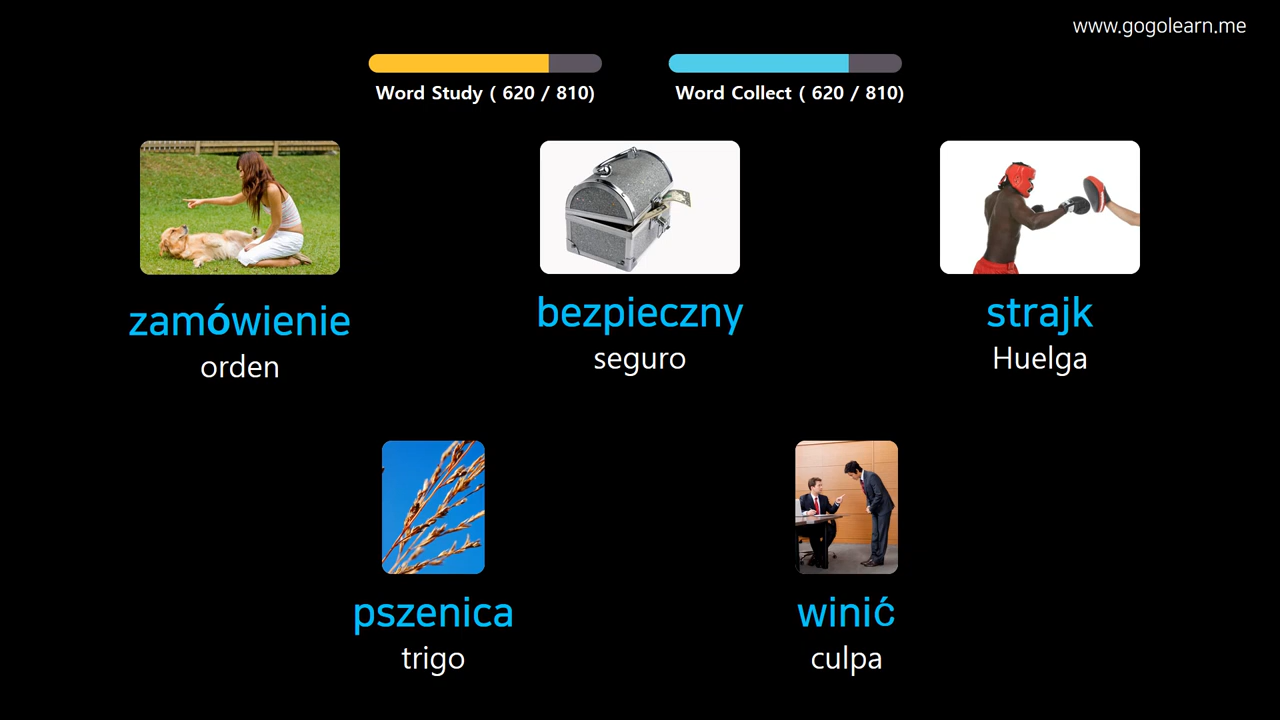 www.gogolearn.me
Word Study ( 620 / 810)
Word Collect ( 620 / 810)
zamówienie
orden
bezpieczny
seguro
strajk
Huelga
pszenica
trigo
winić
culpa